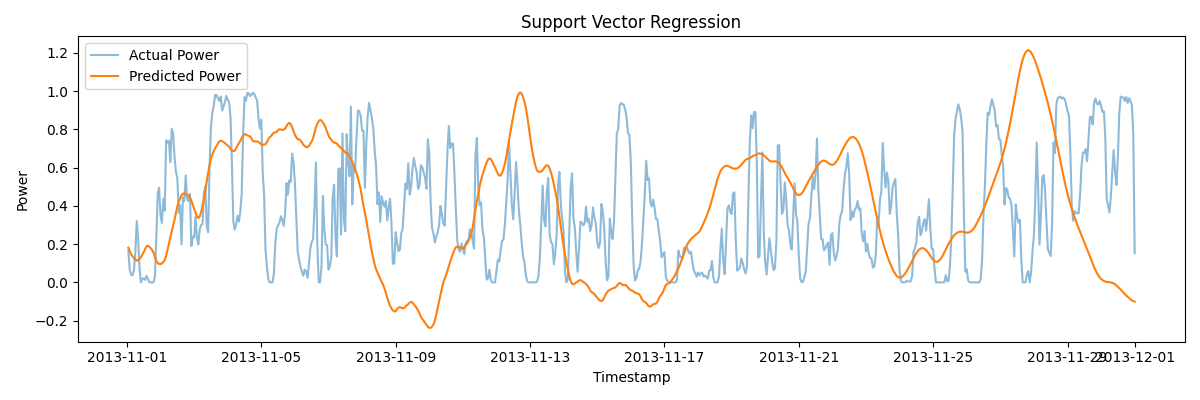 Support Vector Regression
Actual Power
Predicted Power
1.2
1.0
0.8
0.6
0.4
0.2
0.0
−0.2
Power
2013-11-01 2013-11-05 2013-11-09 2013-11-13 2013-11-17 2013-11-21 2013-11-25 2013-11-29 2013-12-01
Timestamp